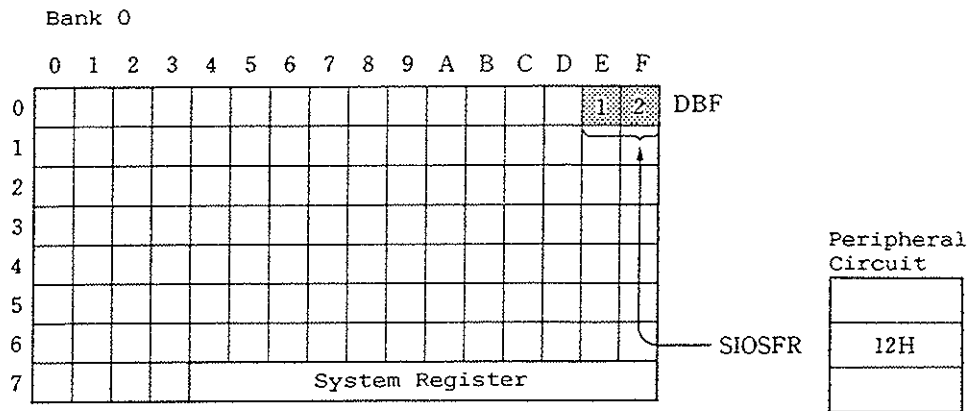 Bank 0
0 1 2 3 4 5 6 7 8 9 A B C D E F
0 1 2 DBF
1
2
3
4
5
6
7 System Register
SIOSFR
Peripheral
Circuit
12H